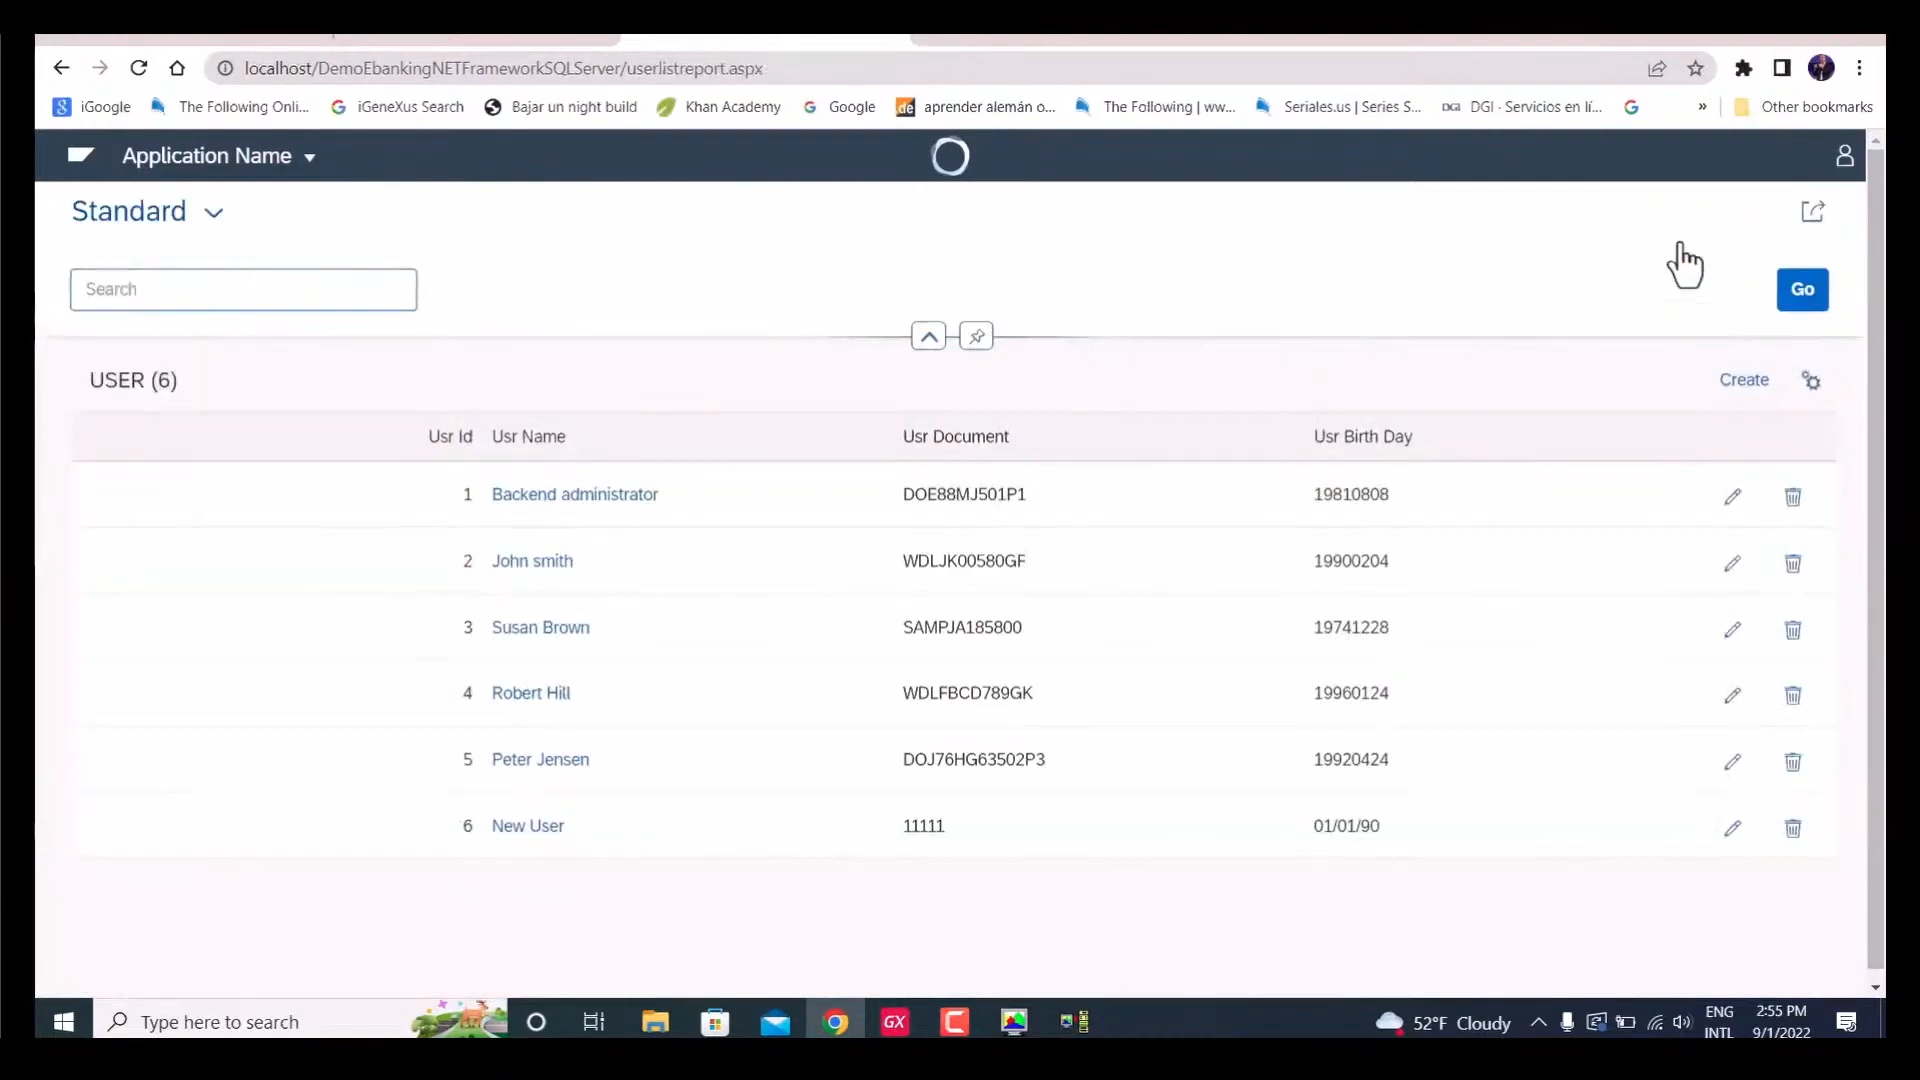 localhost/DemoEbankingNETFrameworkSQLServer/userlistreport.aspx
iGoogle The Following Onli... iGeneXus Search Bajar un night build Khan Academy Google aprender alemán o... The Following | ww... Seriales.us | Series S... DGI - Servicios en lí... » Other bookmarks
Application Name
Standard
Search
Go
USER (6)
Create
Usr Id Usr Name Usr Document Usr Birth Day
1 Backend administrator DOE88MJ501P1 19810808
2 John smith WDLJK00580GF 19900204
3 Susan Brown SAMPJA185800 19741228
4 Robert Hill WDLFBCD789GK 19960124
5 Peter Jensen DOJ76HG63502P3 19920424
6 New User 11111 01/01/90
Type here to search
GX
52°F Cloudy
ENG
INTL
2:55 PM
9/1/2022